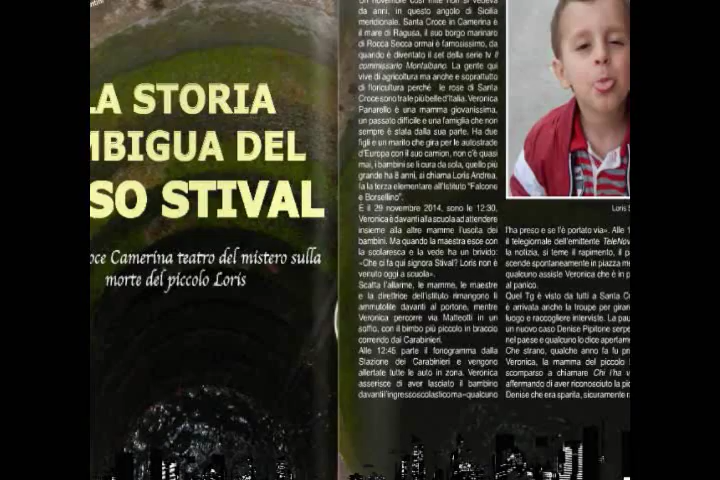 LA STORIA
MBIGUA DEL
SO STIVAL
oce Camerina teatro del mistero sulla
morte del piccolo Loris
da anni, in questo angolo di Sicilia
meridionale. Santa Croce in Camerina è
il mare di Ragusa, il suo borgo marinaro
di Rocca Secca ormai è famosissimo, da
quando è diventato il set della serie tv Il
commissario Montalbano. La gente qui
vive di agricoltura ma anche e soprattutto
di floricultura perché le rose di Santa
Croce sono tra le più belle d'Italia. Veronica
Panarello è una mamma giovanissima,
un passato difficile e una famiglia che non
sempre è stata dalla sua parte. Ha due
figli e un marito che gira per le autostrade
d'Europa con il suo camion, non c'è quasi
mai, i bambini se li cura da sola, quello più
grande ha 8 anni, si chiama Loris Andrea,
fa la terza elementare all'Istituto "Falcone
e Borsellino".
È il 29 novembre 2014, sono le 12:30,
Veronica è davanti alla scuola ad attendere
insieme alla altre mamme l'uscita dei
bambini. Ma quando la maestra esce con
la scolaresca e la vede ha un brivido:
«Che ci fa qui signora Stival? Loris non è
venuto oggi a scuola».
Scatta l'allarme, le mamme, le maestre
e la direttrice dell'istituto rimangono lì
ammutolite davanti al portone, mentre
Veronica percorre via Matteotti in un
soffio, con il bimbo più piccolo in braccio
correndo dai Carabinieri.
Alle 12:45 parte il fonogramma dalla
Stazione dei Carabinieri e vengono
allertate tutte le auto in zona. Veronica
asserisce di aver lasciato il bambino
davanti l'ingresso scolastico ma «qualcuno
Loris S
l'ha preso e se l'è portato via». Alle 1
il telegiornale dell'emittente TeleNov
la notizia, si teme il rapimento, il pa
scende spontaneamente in piazza me
qualcuno assiste Veronica che è in p
al panico.
Quel Tg è visto da tutti a Santa C
è arrivata anche la troupe per girar
luogo e raccogliere interviste. La pau
un nuovo caso Denise Pipitone serpe
nel paese e qualcuno lo dice apertame
Che strano, qualche anno fa fu pr
Veronica, la mamma del piccolo
scomparso a chiamare Chi l'ha v
affermando di aver riconosciuto la pic
Denise che era sparita, sicuramente ra